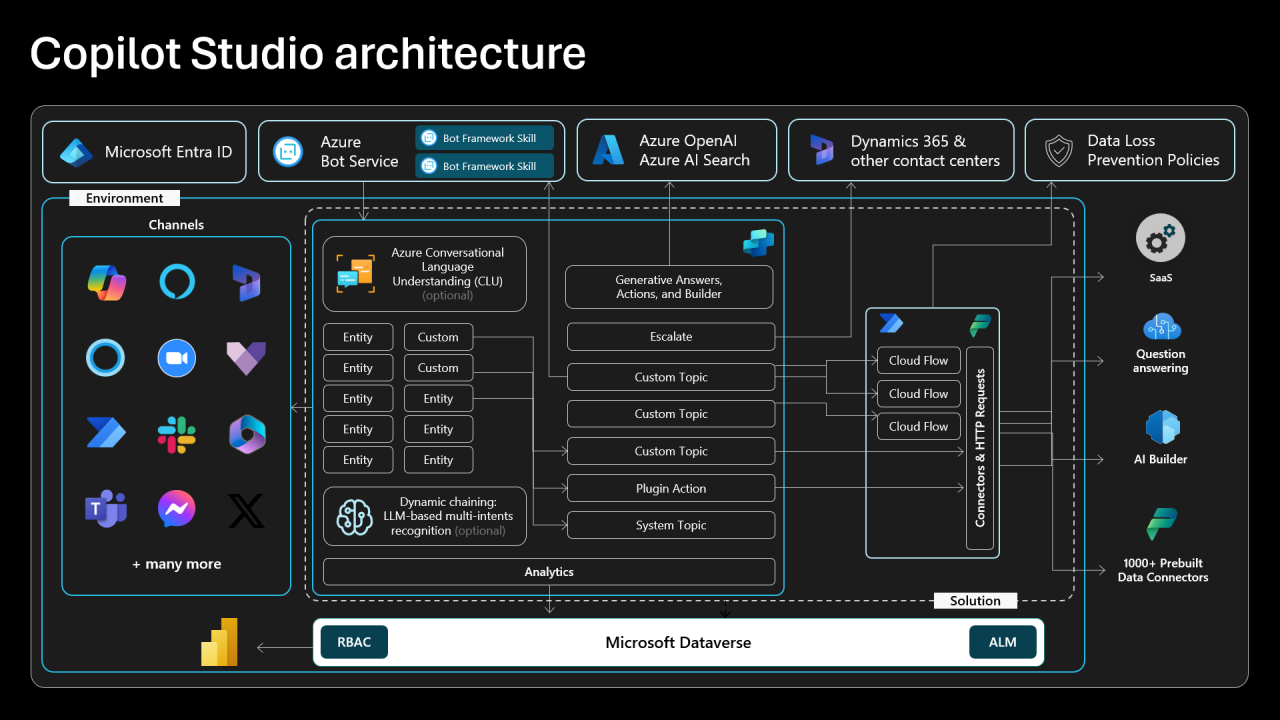 Copilot Studio architecture
Microsoft Entra ID
Azure
Bot Service
Bot Framework Skill
Bot Framework Skill
Azure OpenAI
Azure AI Search
Dynamics 365 &
other contact centers
Data Loss
Prevention Policies
Environment
Channels
T
+ many more
Azure Conversational
Language
Understanding (CLU)
(optional)
Entity
Custom
Entity
Custom
Entity
Entity
Entity
Entity
Entity
Entity
Dynamic chaining:
LLM-based multi-intents
recognition (optional)
Generative Answers,
Actions, and Builder
Escalate
Custom Topic
Custom Topic
Custom Topic
Plugin Action
System Topic
Analytics
Cloud Flow
Cloud Flow
Cloud Flow
Connectors & HTTP Requests
Solution
SaaS
Question
answering
AI Builder
1000+ Prebuilt
Data Connectors
RBAC
Microsoft Dataverse
ALM